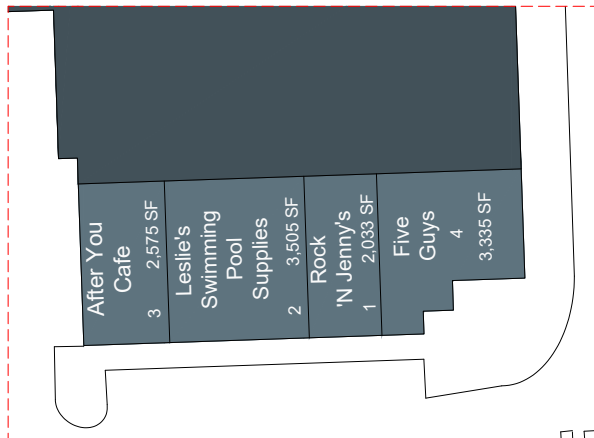 After You
Cafe
3 2,575 SF
Leslie's
Swimming
Pool
Supplies
2 3,505 SF
Rock
'N Jenny's
1 2,033 SF
Five
Guys
4
3,335 SF